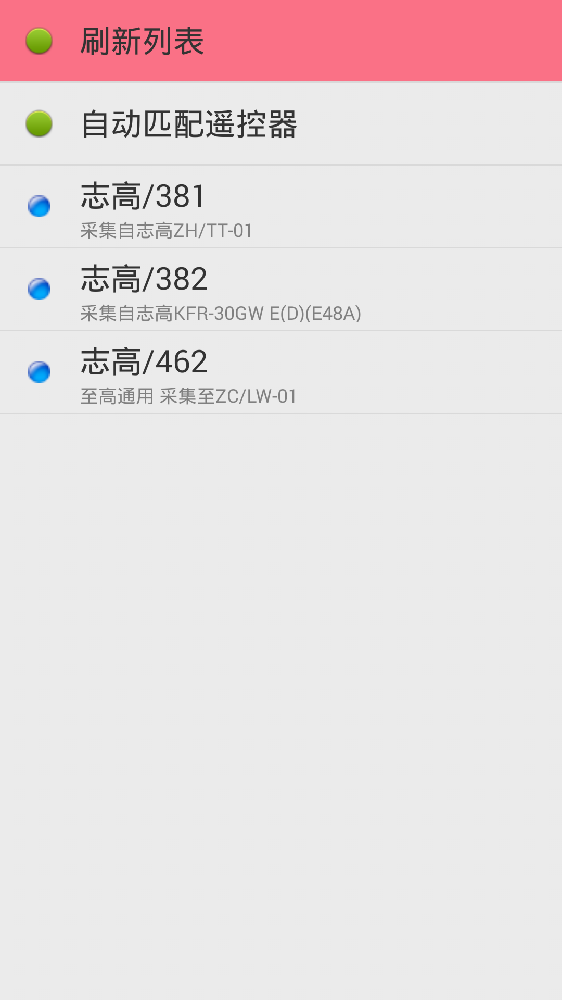 刷新列表
自动匹配遥控器
志高/381
采集自志高ZH/TT-01
志高/382
采集自志高KFR-30GW E(D)(E48A)
志高/462
至高通用 采集至ZC/LW-01